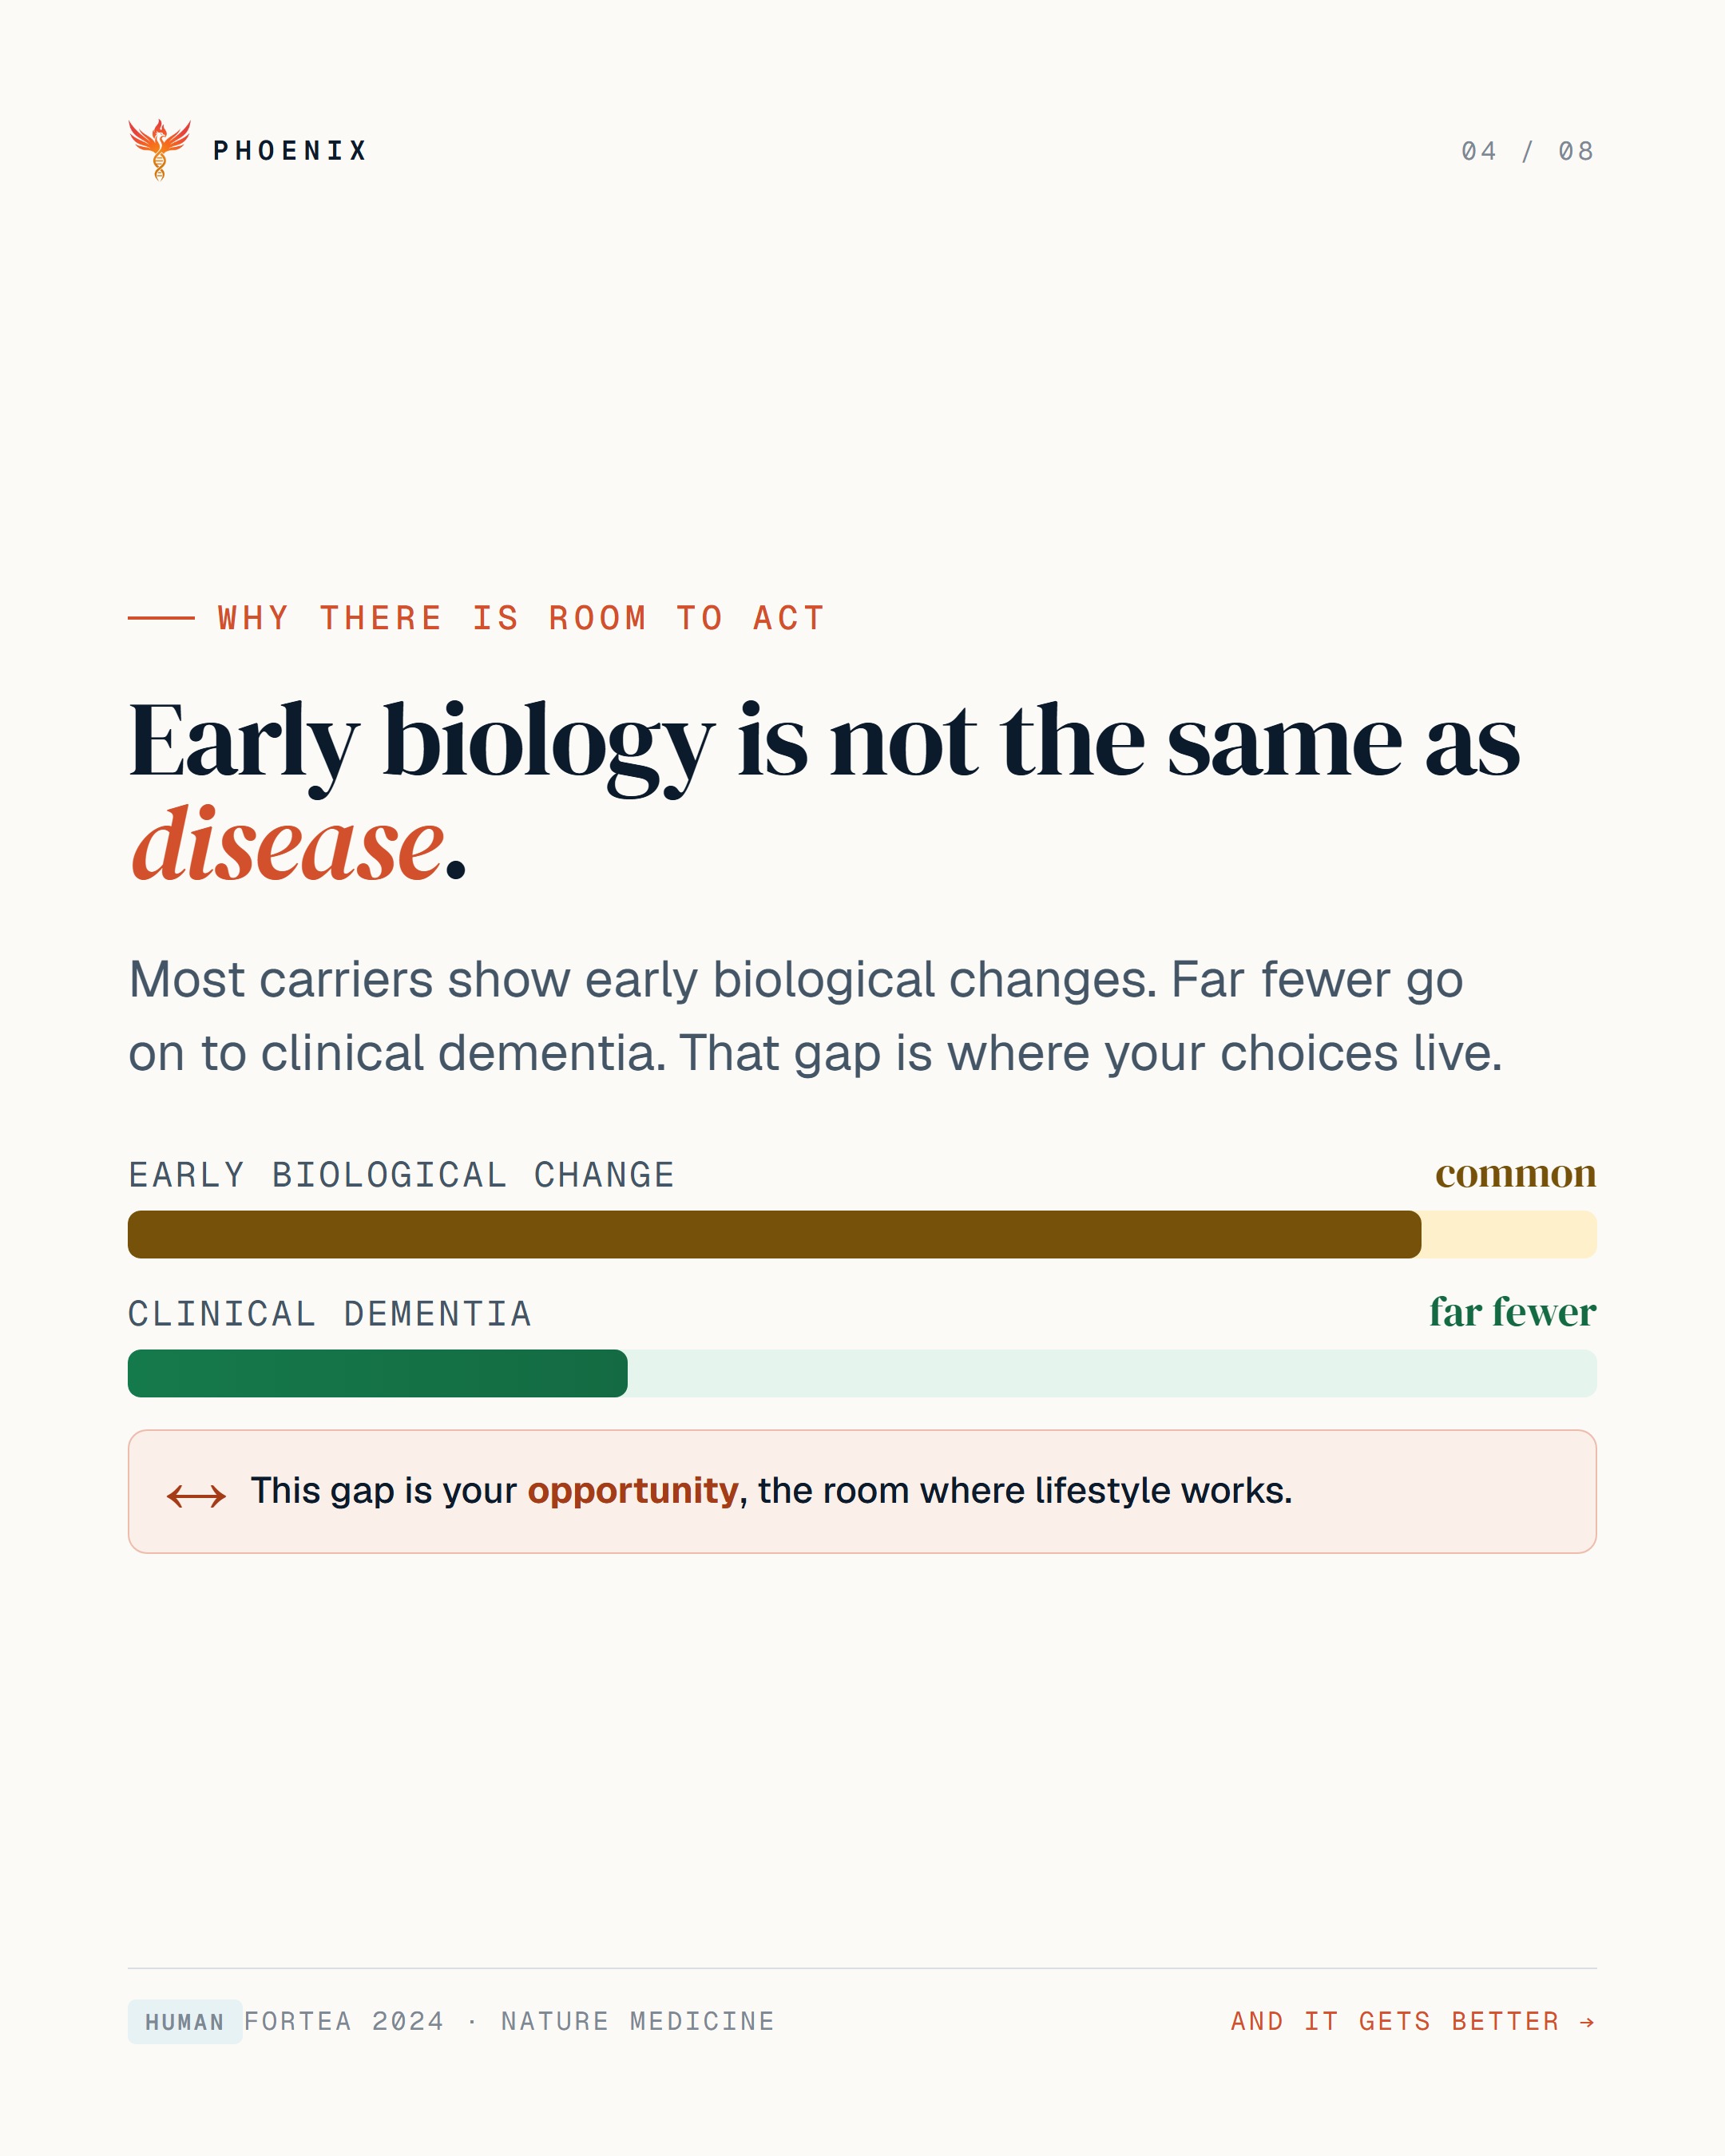 PHOENIX
04 / 08
WHY THERE IS ROOM TO ACT
Early biology is not the same as
disease.
Most carriers show early biological changes. Far fewer go
on to clinical dementia. That gap is where your choices live.
EARLY BIOLOGICAL CHANGE
common
CLINICAL DEMENTIA
far fewer
↔ This gap is your opportunity, the room where lifestyle works.
HUMAN FORTEA 2024 · NATURE MEDICINE
AND IT GETS BETTER →